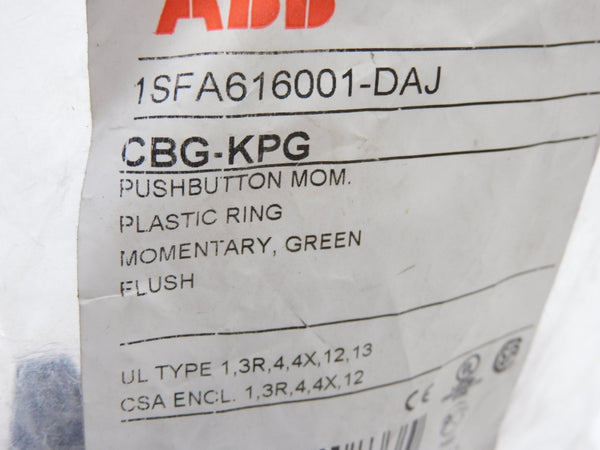 ABB
1SFA616001-DAJ
CBG-KPG
PUSHBUTTON MOM.
PLASTIC RING
MOMENTARY, GREEN
FLUSH
UL TYPE 1,3R,4,4X,12,13
CSA ENCL. 1,3R,4,4X,12
CE